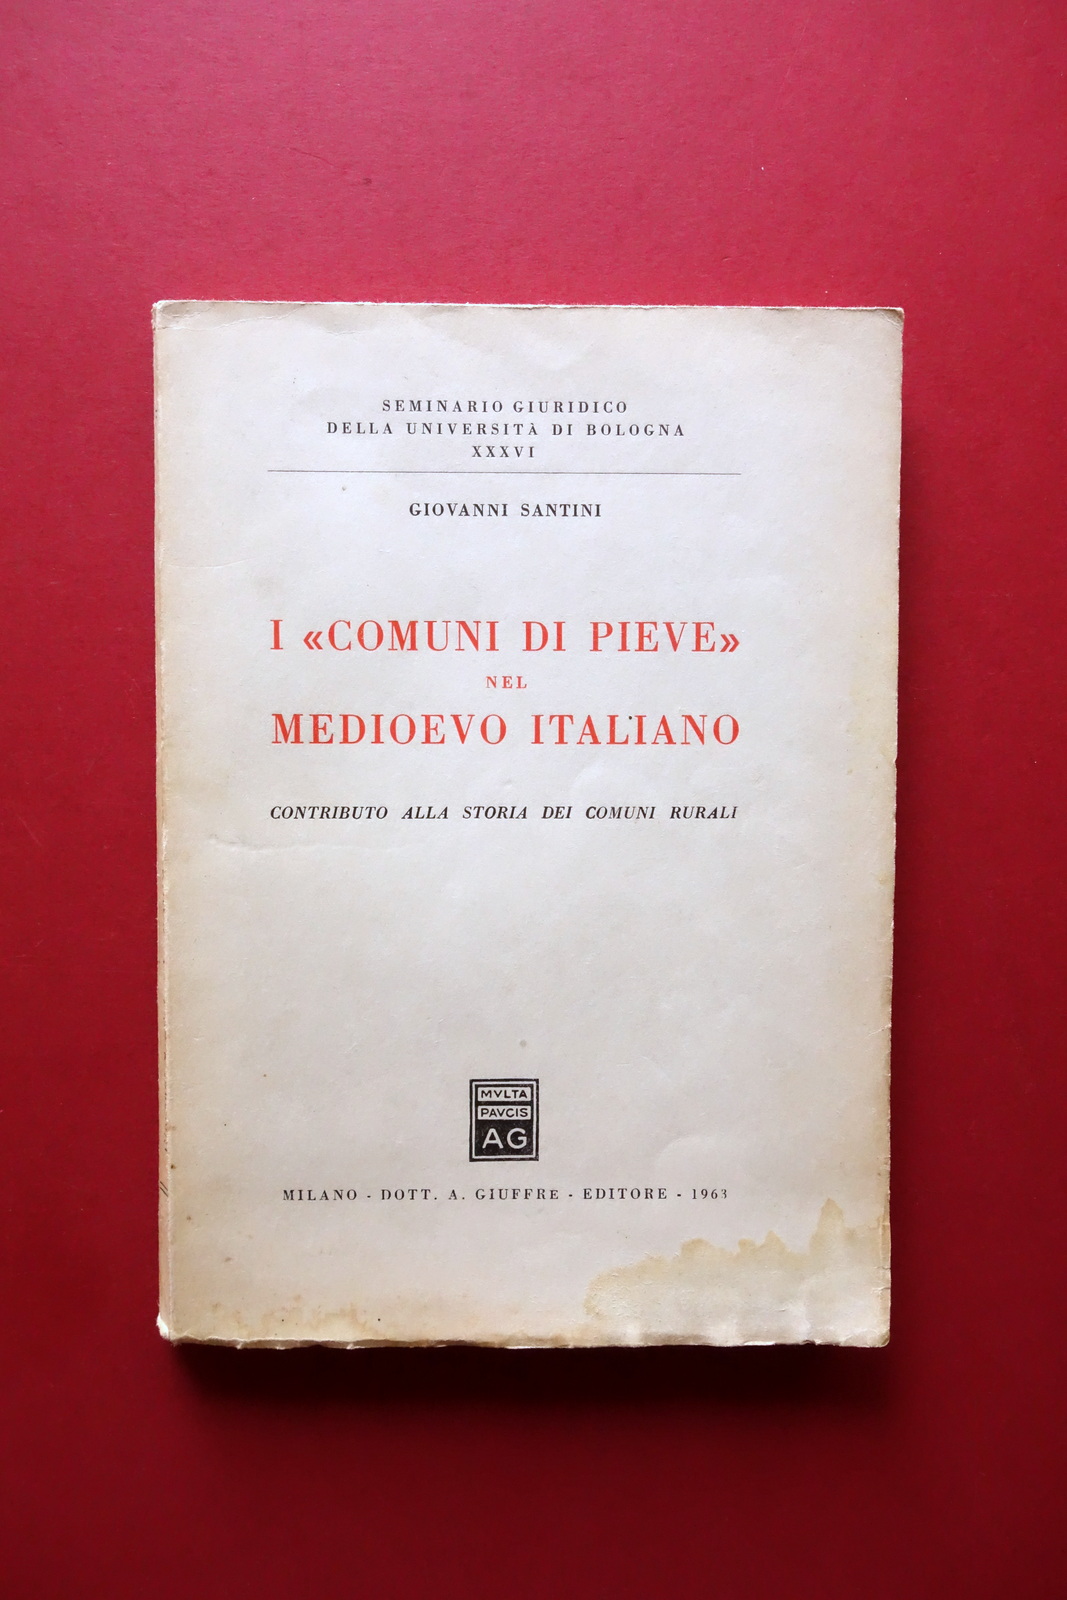 SEMINARIO GIURIDICO
DELLA UNIVERSITÀ DI BOLOGNA
XXXVI
GIOVANNI SANTINI
I «COMUNI DI PIEVE»
NEL
MEDIOEVO ITALIANO
CONTRIBUTO ALLA STORIA DEI COMUNI RURALI
MVLTA
PAVCIS
AG
MILANO - DOTT. A. GIUFFRE - EDITORE - 1963